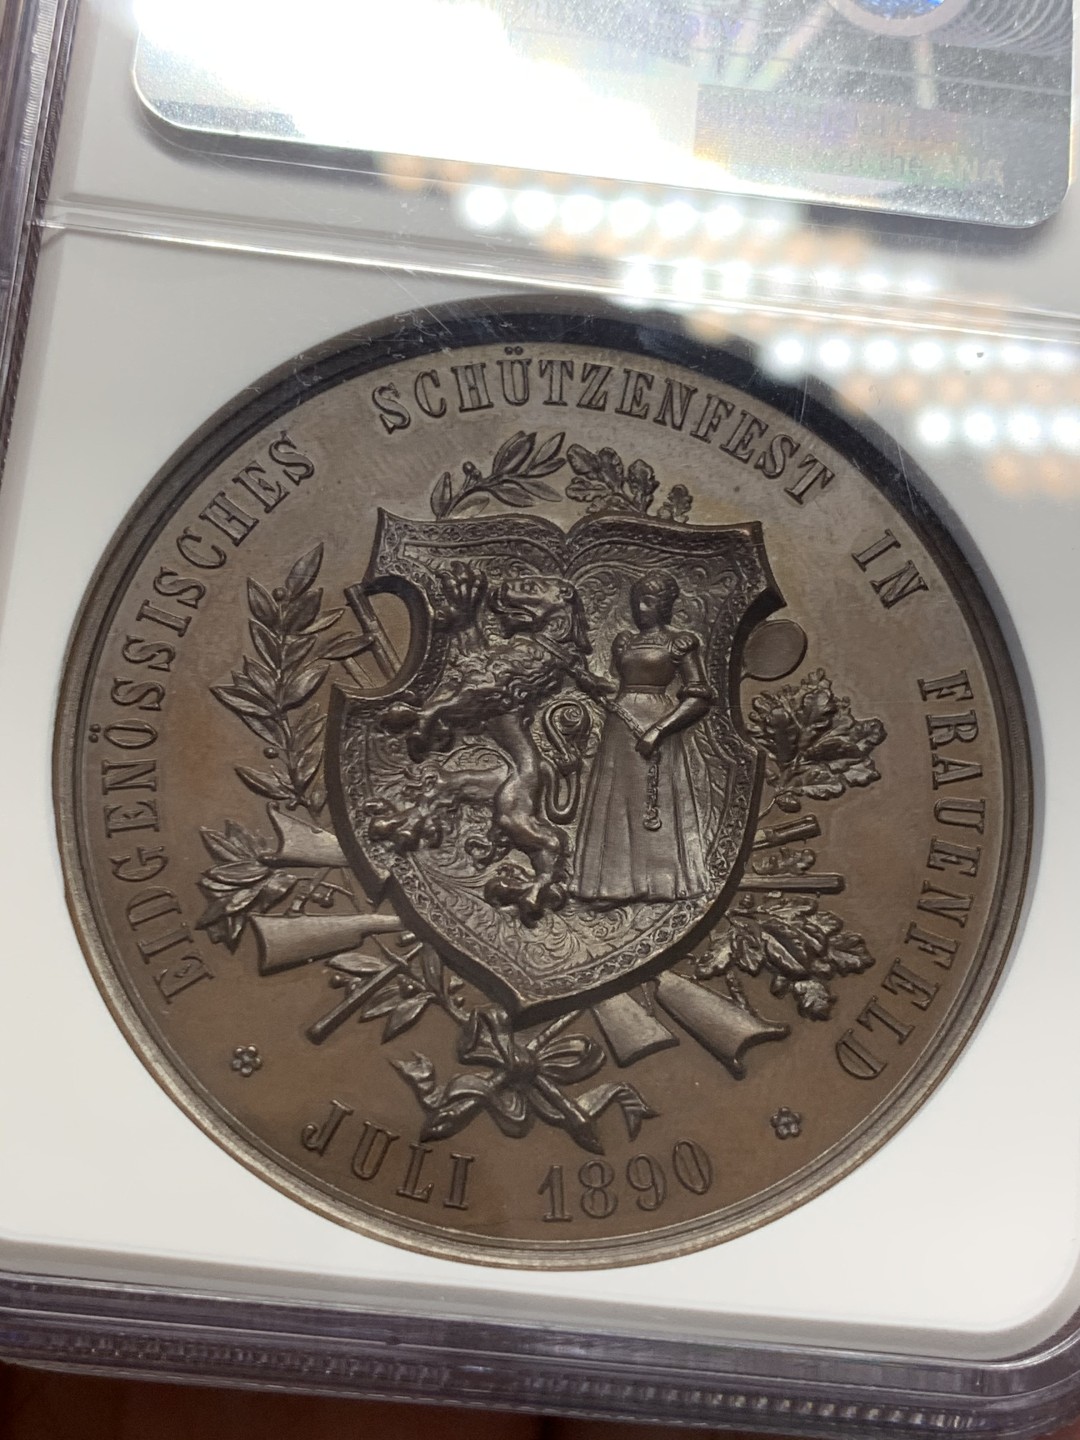 EIDGENÖSSISCHES SCHÜTZENFEST IN FRAUENFELD
JULI 1890